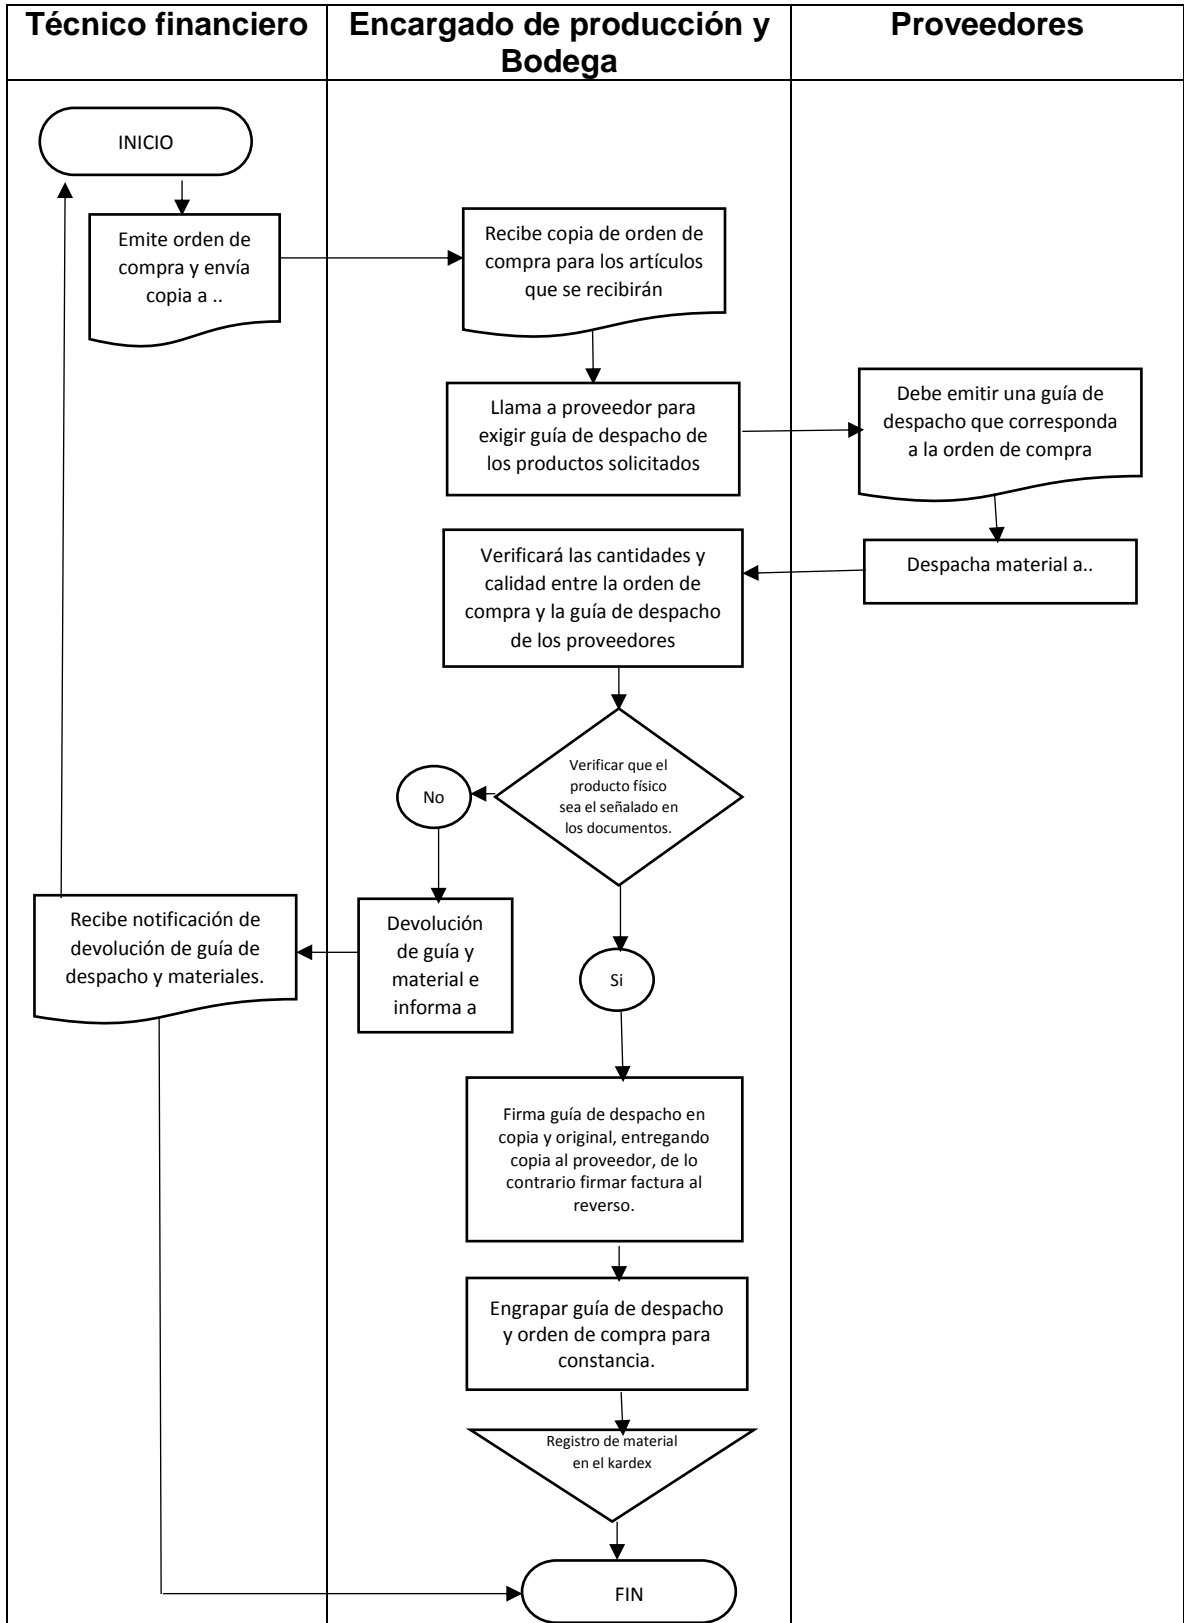 Técnico financiero
Encargado de producción y
Bodega
Proveedores
INICIO
Emite orden de
compra y envía
copia a ..
Recibe copia de orden de
compra para los artículos
que se recibirán
Llama a proveedor para
exigir guía de despacho de
los productos solicitados
Debe emitir una guía de
despacho que corresponda
a la orden de compra
Despacha material a..
Verificará las cantidades y
calidad entre la orden de
compra y la guía de despacho
de los proveedores
Verificar que el
producto físico
sea el señalado en
los documentos.
No
Devolución
de guía y
material e
informa a
Recibe notificación de
devolución de guía de
despacho y materiales.
Si
Firma guía de despacho en
copia y original, entregando
copia al proveedor, de lo
contrario firmar factura al
reverso.
Engrapar guía de despacho
y orden de compra para
constancia.
Registro de material
en el kardex
FIN